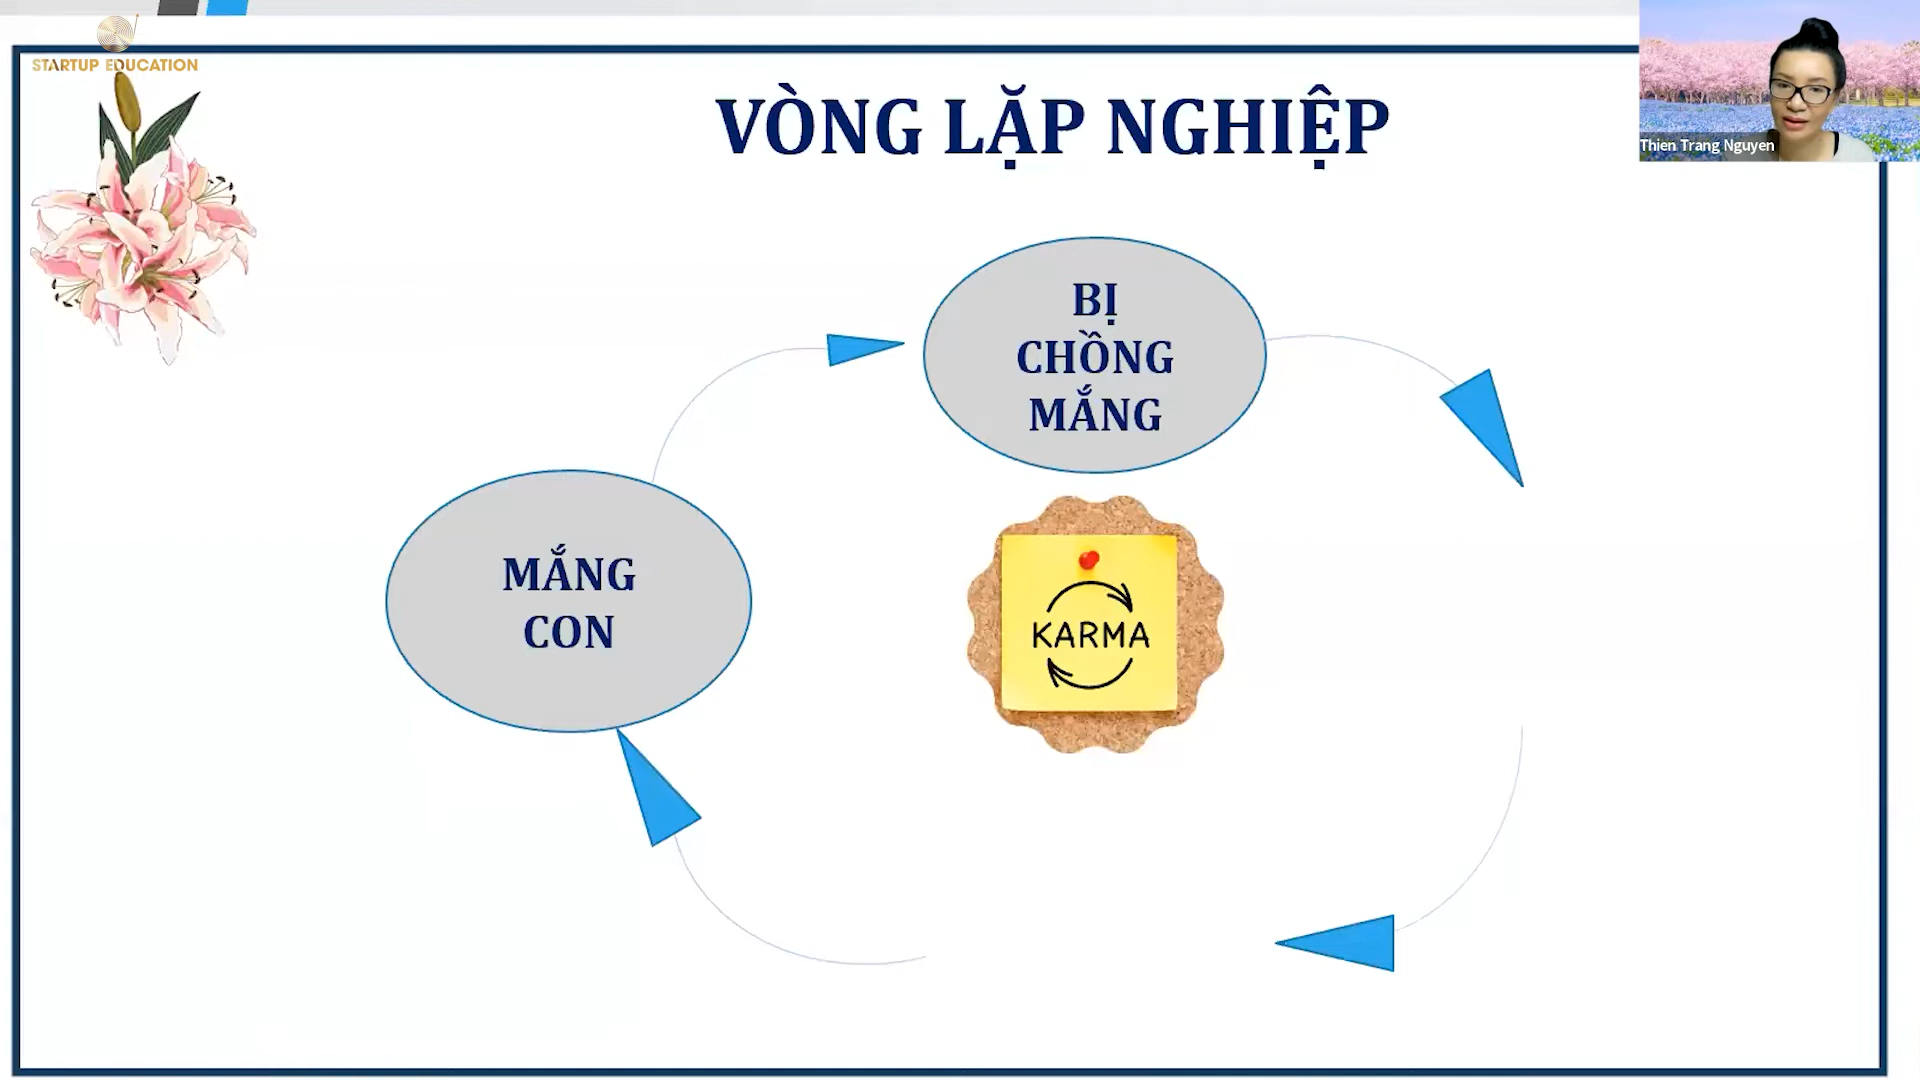 STARTUP EDUCATION
VÒNG LẶP NGHIỆP
Thien Trang Nguyen
BỊ
CHỒNG
MẮNG
MẮNG
CON
KARMA